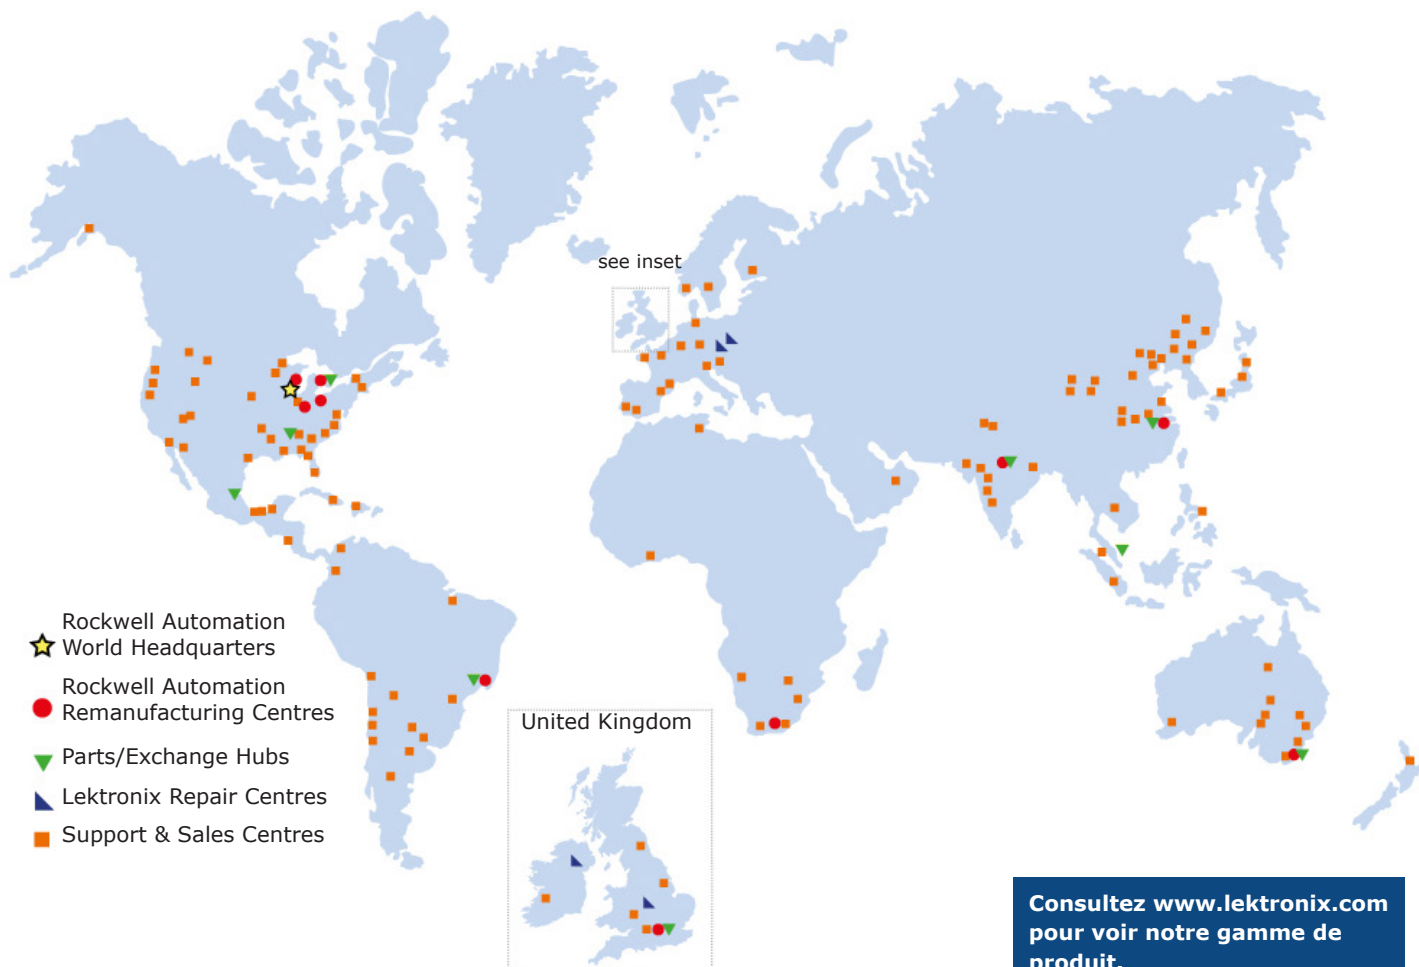 see inset
Rockwell Automation
World Headquarters
Rockwell Automation
Remanufacturing Centres
Parts/Exchange Hubs
Lektronix Repair Centres
Support & Sales Centres
United Kingdom
Consultez www.lektronix.com
pour voir notre gamme de
produit.